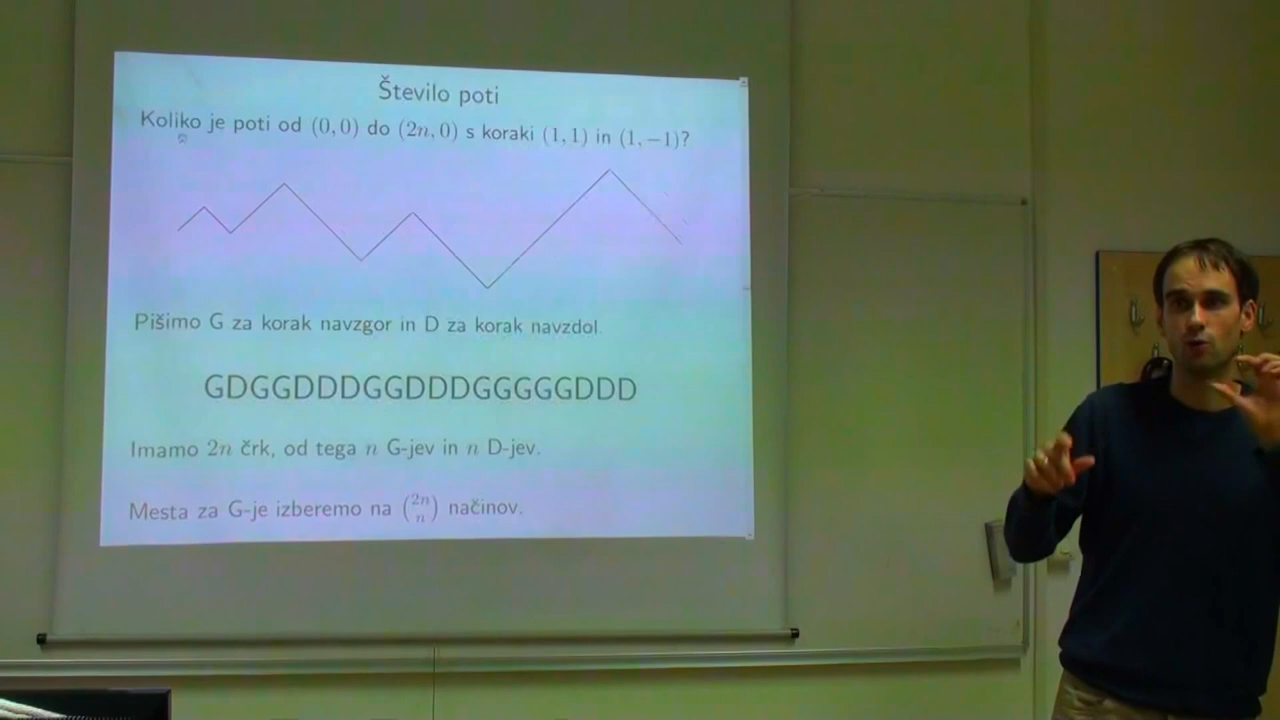 Število poti
Koliko je poti od (0, 0) do (2n, 0) s koraki (1, 1) in (1, −1)?
Pišimo G za korak navzgor in D za korak navzdol.
GDGGDDDGGDDDGGGGGDDD
Imamo 2n črk, od tega n G-jev in n D-jev.
Mesta za G-je izberemo na (2n n) načinov.